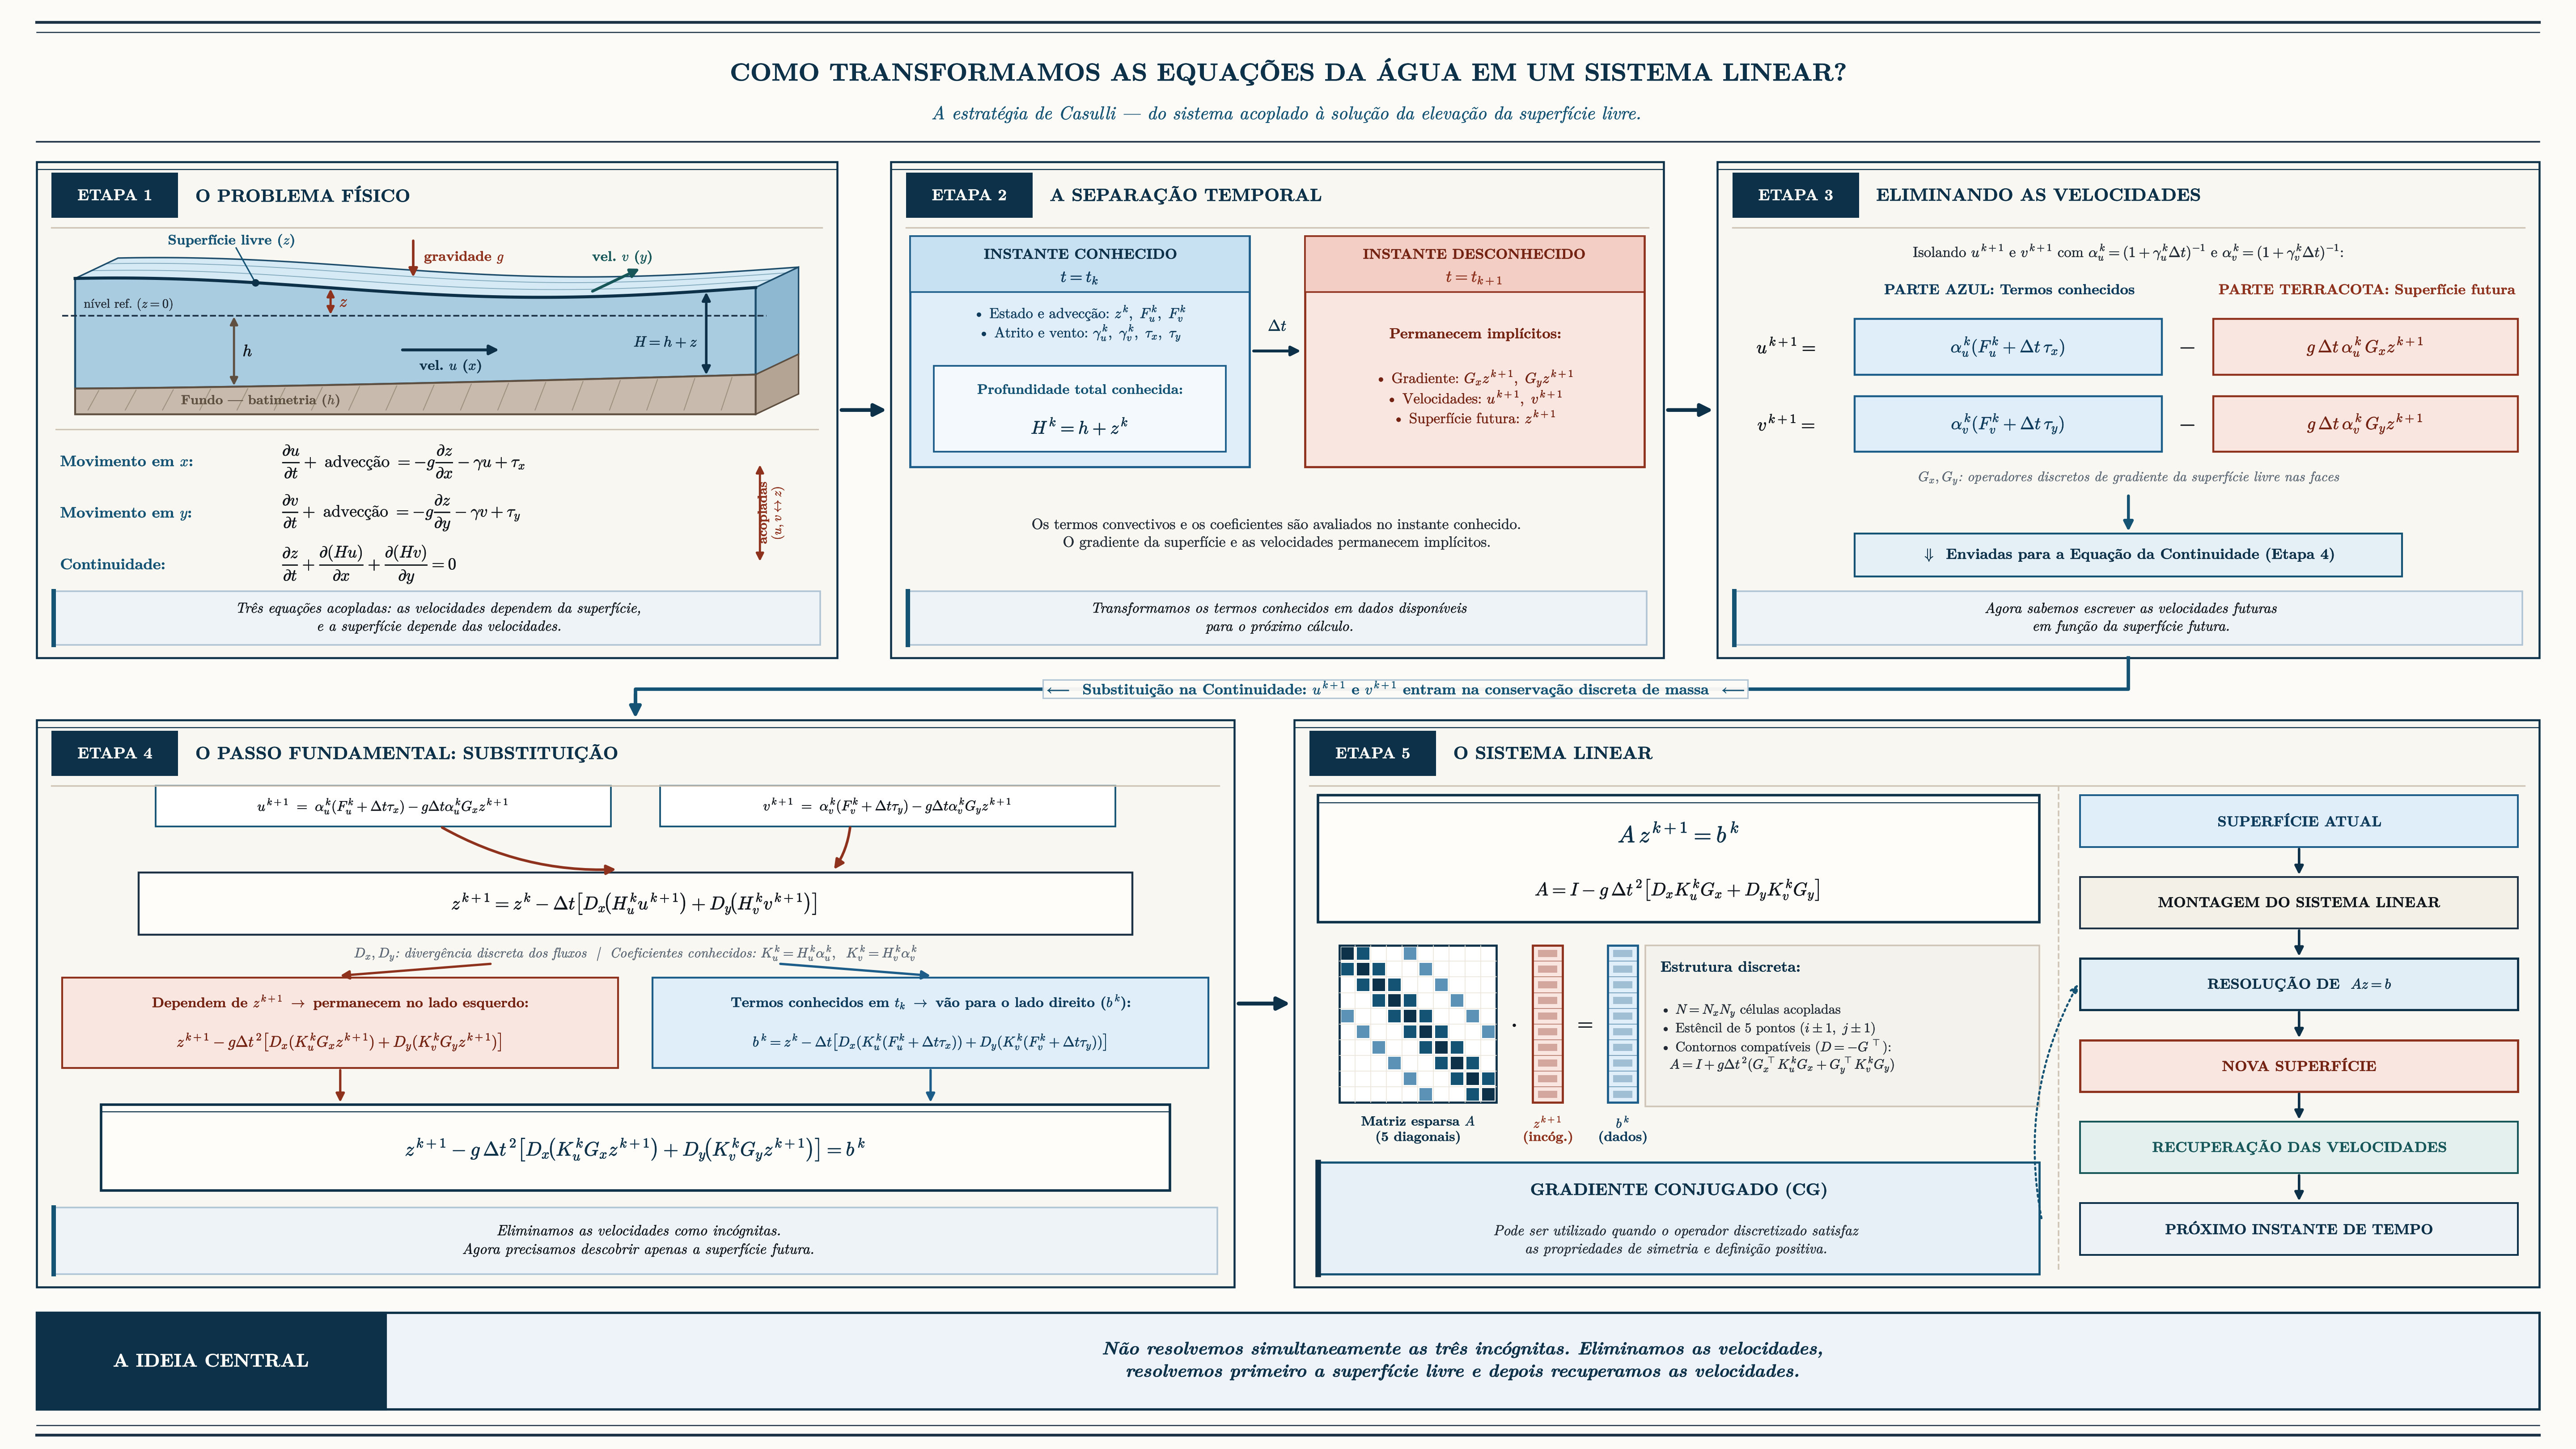 COMO TRANSFORMAMOS AS EQUAÇÕES DA ÁGUA EM UM SISTEMA LINEAR?
A estratégia de Casulli — do sistema acoplado à solução da elevação da superfície livre.
ETAPA 1
O PROBLEMA FÍSICO
Superfície livre (z)
gravidade g
vel. v (y)
nível ref. (z = 0)
z
h
H = h + z
vel. u (x)
Fundo — batimetria (h)
Movimento em x:
∂u/∂t + advecção = −g ∂z/∂x − γu + τ_x
Movimento em y:
∂v/∂t + advecção = −g ∂z/∂y − γv + τ_y
Continuidade:
∂z/∂t + ∂(Hu)/∂x + ∂(Hv)/∂y = 0
acopladas
(u, v ↔ z)
Três equações acopladas: as velocidades dependem da superfície,
e a superfície depende das velocidades.
ETAPA 2
A SEPARAÇÃO TEMPORAL
INSTANTE CONHECIDO
t = t_k
• Estado e advecção: z^k, F_u^k, F_v^k
• Atrito e vento: γ_u^k, γ_v^k, τ_x, τ_y
Profundidade total conhecida:
H^k = h + z^k
Δt
INSTANTE DESCONHECIDO
t = t_{k+1}
Permanecem implícitos:
• Gradiente: G_x z^{k+1}, G_y z^{k+1}
• Velocidades: u^{k+1}, v^{k+1}
• Superfície futura: z^{k+1}
Os termos convectivos e os coeficientes são avaliados no instante conhecido.
O gradiente da superfície e as velocidades permanecem implícitos.
Transformamos os termos conhecidos em dados disponíveis
para o próximo cálculo.
ETAPA 3
ELIMINANDO AS VELOCIDADES
Isolando u^{k+1} e v^{k+1} com α_u^k = (1 + γ_u^k Δt)^{−1} e α_v^k = (1 + γ_v^k Δt)^{−1}:
PARTE AZUL: Termos conhecidos
PARTE TERRACOTA: Superfície futura
u^{k+1} = α_u^k(F_u^k + Δt τ_x) − g Δt α_u^k G_x z^{k+1}
v^{k+1} = α_v^k(F_v^k + Δt τ_y) − g Δt α_v^k G_y z^{k+1}
G_x, G_y: operadores discretos de gradiente da superfície livre nas faces
⇓ Enviadas para a Equação da Continuidade (Etapa 4)
Agora sabemos escrever as velocidades futuras
em função da superfície futura.
⟵ Substituição na Continuidade: u^{k+1} e v^{k+1} entram na conservação discreta de massa ⟵
ETAPA 4
O PASSO FUNDAMENTAL: SUBSTITUIÇÃO
u^{k+1} = α_u^k(F_u^k + Δtτ_x) − gΔtα_u^k G_x z^{k+1}
v^{k+1} = α_v^k(F_v^k + Δtτ_y) − gΔtα_v^k G_y z^{k+1}
z^{k+1} = z^k − Δt[D_x(H_u^k u^{k+1}) + D_y(H_v^k v^{k+1})]
D_x, D_y: divergência discreta dos fluxos | Coeficientes conhecidos: K_u^k = H_u^k α_u^k, K_v^k = H_v^k α_v^k
Dependem de z^{k+1} → permanecem no lado esquerdo:
z^{k+1} − gΔt^2[D_x(K_u^k G_x z^{k+1}) + D_y(K_v^k G_y z^{k+1})]
Termos conhecidos em t_k → vão para o lado direito (b^k):
b^k = z^k − Δt[D_x(K_u^k(F_u^k + Δtτ_x)) + D_y(K_v^k(F_v^k + Δtτ_y))]
z^{k+1} − g Δt^2[D_x(K_u^k G_x z^{k+1}) + D_y(K_v^k G_y z^{k+1})] = b^k
Eliminamos as velocidades como incógnitas.
Agora precisamos descobrir apenas a superfície futura.
ETAPA 5
O SISTEMA LINEAR
A z^{k+1} = b^k
A = I − g Δt^2[D_x K_u^k G_x + D_y K_v^k G_y]
·
=
Matriz esparsa A
(5 diagonais)
z^{k+1}
(incóg.)
b^k
(dados)
Estrutura discreta:
• N = N_x N_y células acopladas
• Estêncil de 5 pontos (i ± 1, j ± 1)
• Contornos compatíveis (D = −G^⊤):
A = I + gΔt^2(G_x^⊤ K_u^k G_x + G_y^⊤ K_v^k G_y)
GRADIENTE CONJUGADO (CG)
Pode ser utilizado quando o operador discretizado satisfaz
as propriedades de simetria e definição positiva.
SUPERFÍCIE ATUAL
MONTAGEM DO SISTEMA LINEAR
RESOLUÇÃO DE Az = b
NOVA SUPERFÍCIE
RECUPERAÇÃO DAS VELOCIDADES
PRÓXIMO INSTANTE DE TEMPO
A IDEIA CENTRAL
Não resolvemos simultaneamente as três incógnitas. Eliminamos as velocidades,
resolvemos primeiro a superfície livre e depois recuperamos as velocidades.